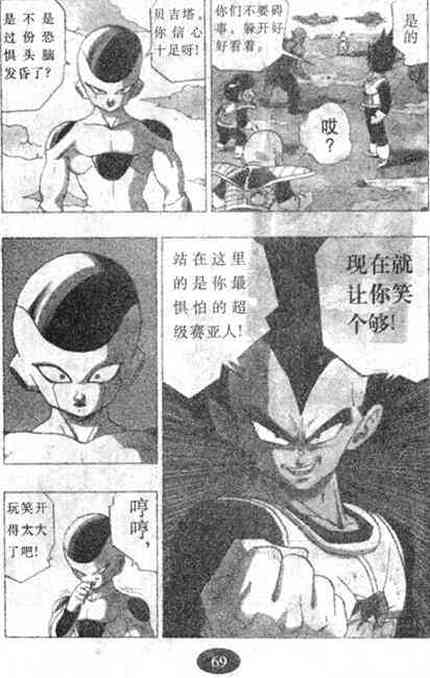 是
的
你们不要碍
事，躲开好
好看着。
哎
？
贝吉塔，
你信心
十足呀！
是不是
过份恐
惧头脑
发昏了？
现在就
让你笑
个够！
站在这里
的是你最
惧怕的超
级赛亚人！
哼
哼，
玩笑开
得太大
了吧！
69